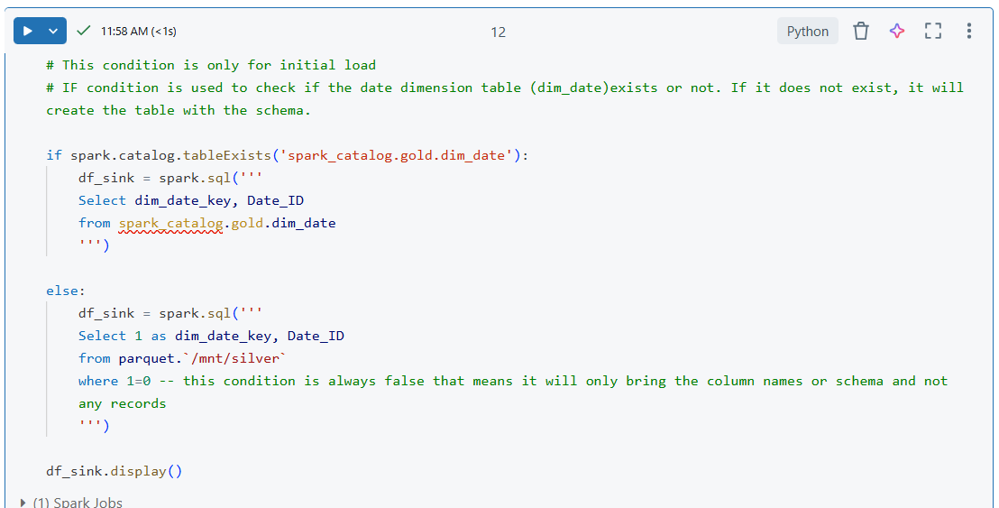 11:58 AM (<1s)
12
Python
# This condition is only for initial load
# IF condition is used to check if the date dimension table (dim_date)exists or not. If it does not exist, it will
create the table with the schema.
if spark.catalog.tableExists('spark_catalog.gold.dim_date'):
df_sink = spark.sql('''
Select dim_date_key, Date_ID
from spark_catalog.gold.dim_date
''')
else:
df_sink = spark.sql('''
Select 1 as dim_date_key, Date_ID
from parquet.`/mnt/silver`
where 1=0 -- this condition is always false that means it will only bring the column names or schema and not
any records
''')
df_sink.display()
(1) Spark Jobs